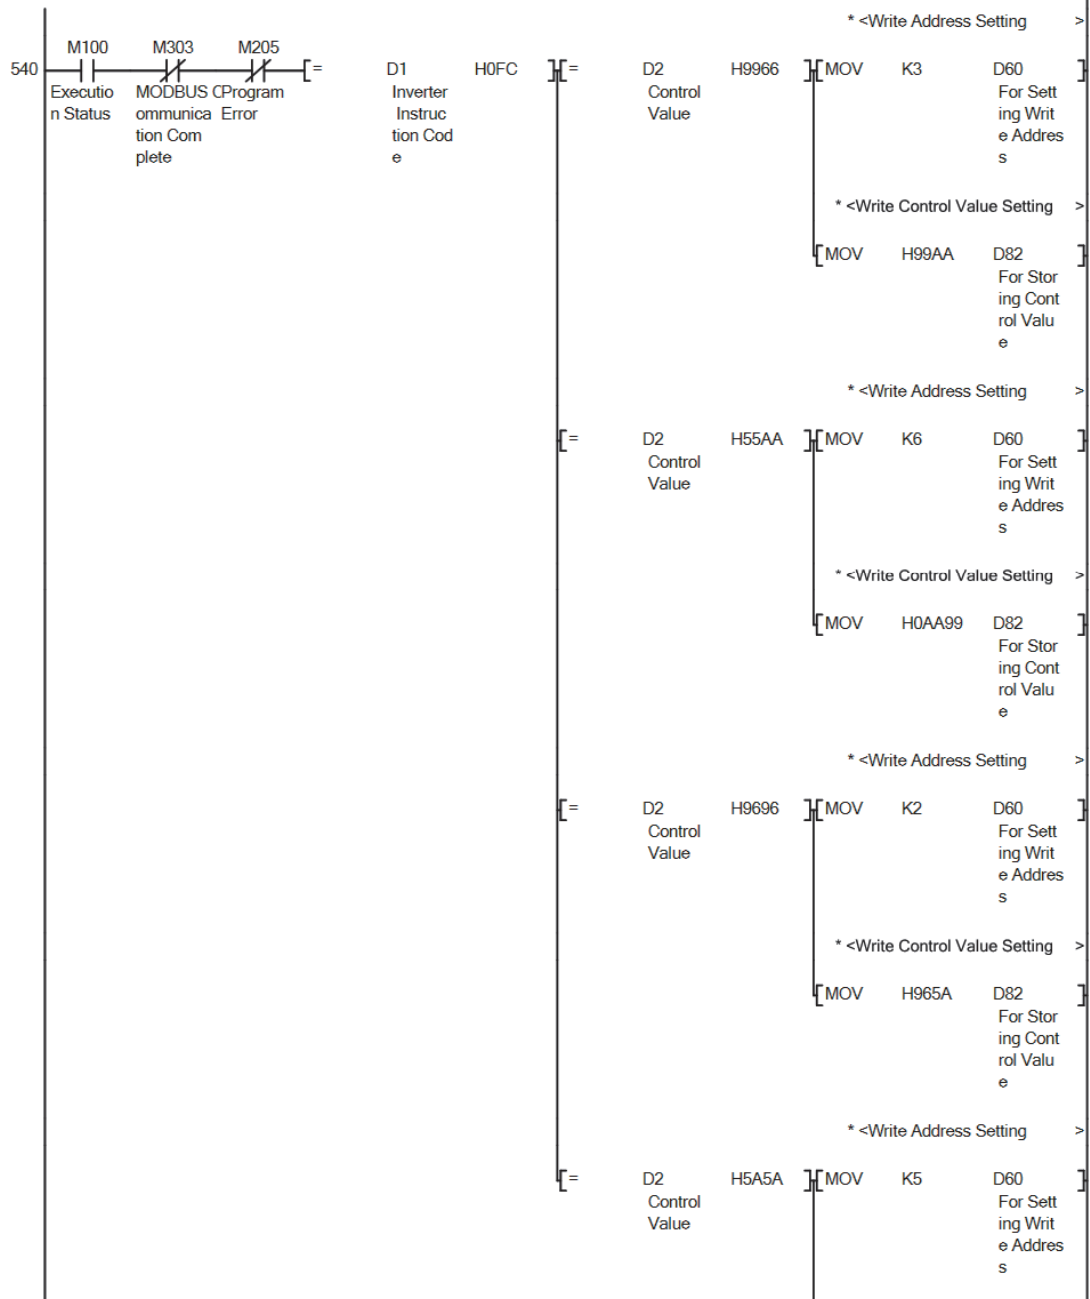 * <Write Address Setting >
M100 M303 M205
540 = D1 H0FC = D2 H9966 MOV K3 D60
Executio MODBUS C Program Inverter Control For Sett
n Status ommunica Error Instruc Value ing Writ
tion Com tion Cod e Addres
plete e s
* <Write Control Value Setting >
MOV H99AA D82
For Stor
ing Cont
rol Valu
e
* <Write Address Setting >
= D2 H55AA MOV K6 D60
Control For Sett
Value ing Writ
e Addres
s
* <Write Control Value Setting >
MOV H0AA99 D82
For Stor
ing Cont
rol Valu
e
* <Write Address Setting >
= D2 H9696 MOV K2 D60
Control For Sett
Value ing Writ
e Addres
s
* <Write Control Value Setting >
MOV H965A D82
For Stor
ing Cont
rol Valu
e
* <Write Address Setting >
= D2 H5A5A MOV K5 D60
Control For Sett
Value ing Writ
e Addres
s